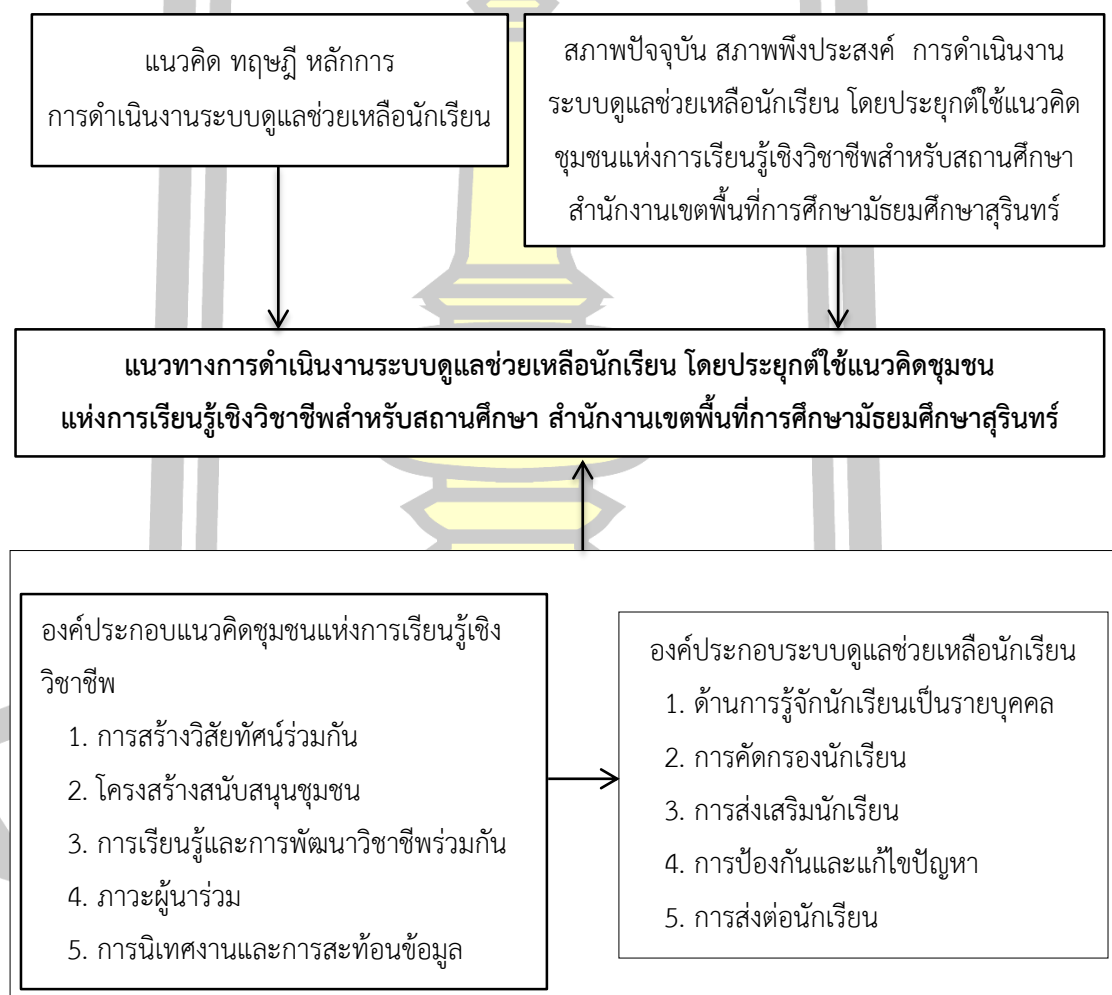 แนวคิด ทฤษฎี หลักการ
การดำเนินงานระบบดูแลช่วยเหลือนักเรียน
สภาพปัจจุบัน สภาพพึงประสงค์ การดำเนินงาน
ระบบดูแลช่วยเหลือนักเรียน โดยประยุกต์ใช้แนวคิด
ชุมชนแห่งการเรียนรู้เชิงวิชาชีพสำหรับสถานศึกษา
สำนักงานเขตพื้นที่การศึกษามัธยมศึกษาสุรินทร์
แนวทางการดำเนินงานระบบดูแลช่วยเหลือนักเรียน โดยประยุกต์ใช้แนวคิดชุมชน
แห่งการเรียนรู้เชิงวิชาชีพสำหรับสถานศึกษา สำนักงานเขตพื้นที่การศึกษามัธยมศึกษาสุรินทร์
องค์ประกอบแนวคิดชุมชนแห่งการเรียนรู้เชิง
วิชาชีพ
1. การสร้างวิสัยทัศน์ร่วมกัน
2. โครงสร้างสนับสนุนชุมชน
3. การเรียนรู้และการพัฒนาวิชาชีพร่วมกัน
4. ภาวะผู้นาร่วม
5. การนิเทศงานและการสะท้อนข้อมูล
องค์ประกอบระบบดูแลช่วยเหลือนักเรียน
1. ด้านการรู้จักนักเรียนเป็นรายบุคคล
2. การคัดกรองนักเรียน
3. การส่งเสริมนักเรียน
4. การป้องกันและแก้ไขปัญหา
5. การส่งต่อนักเรียน